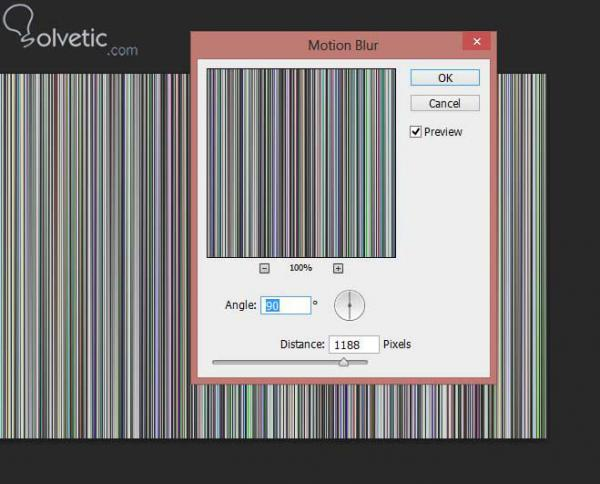 Solvetic
.com
Motion Blur
OK
Cancel
Preview
100%
Angle: 90 °
Distance: 1188 Pixels